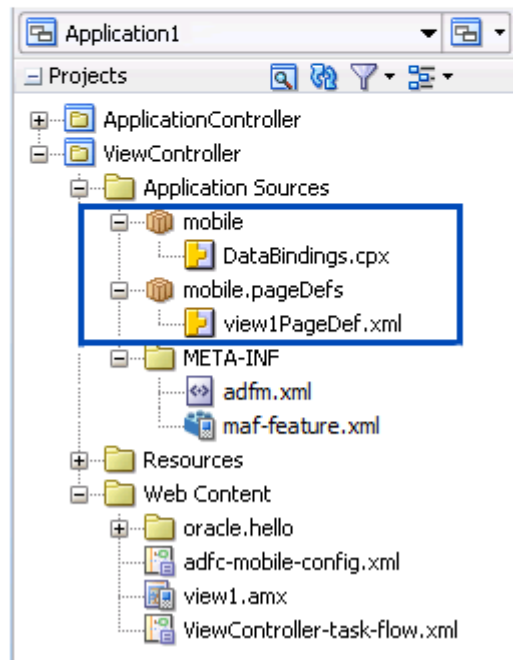 Application1
Projects
ApplicationController
ViewController
Application Sources
mobile
DataBindings.cpx
mobile.pageDefs
view1PageDef.xml
META-INF
adfm.xml
maf-feature.xml
Resources
Web Content
oracle.hello
adfc-mobile-config.xml
view1.amx
ViewController-task-flow.xml